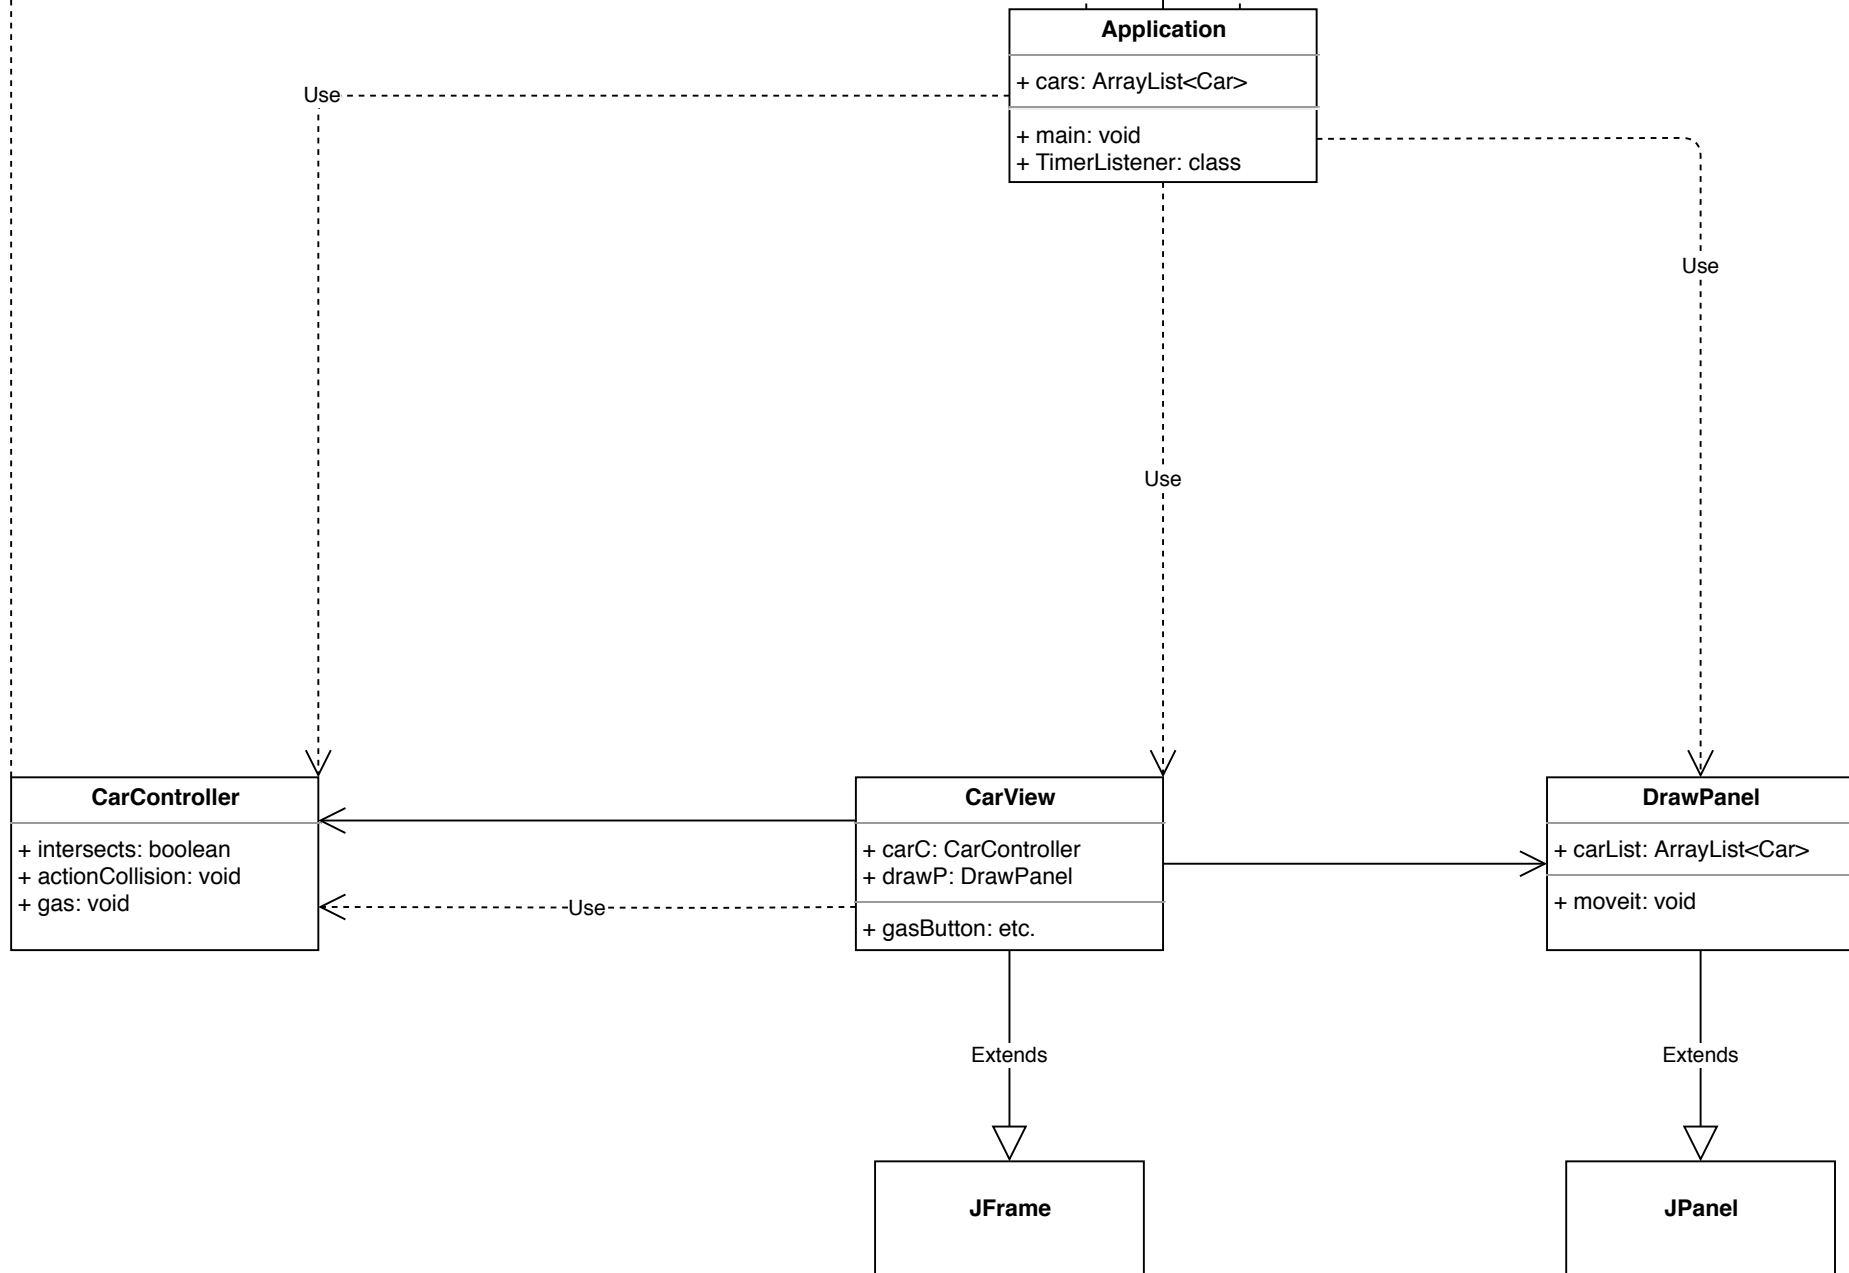 Application
+ cars: ArrayList<Car>
+ main: void
+ TimerListener: class
Use
Use
Use
CarController
+ intersects: boolean
+ actionCollision: void
+ gas: void
CarView
+ carC: CarController
+ drawP: DrawPanel
+ gasButton: etc.
DrawPanel
+ carList: ArrayList<Car>
+ moveit: void
Use
Extends
Extends
JFrame
JPanel